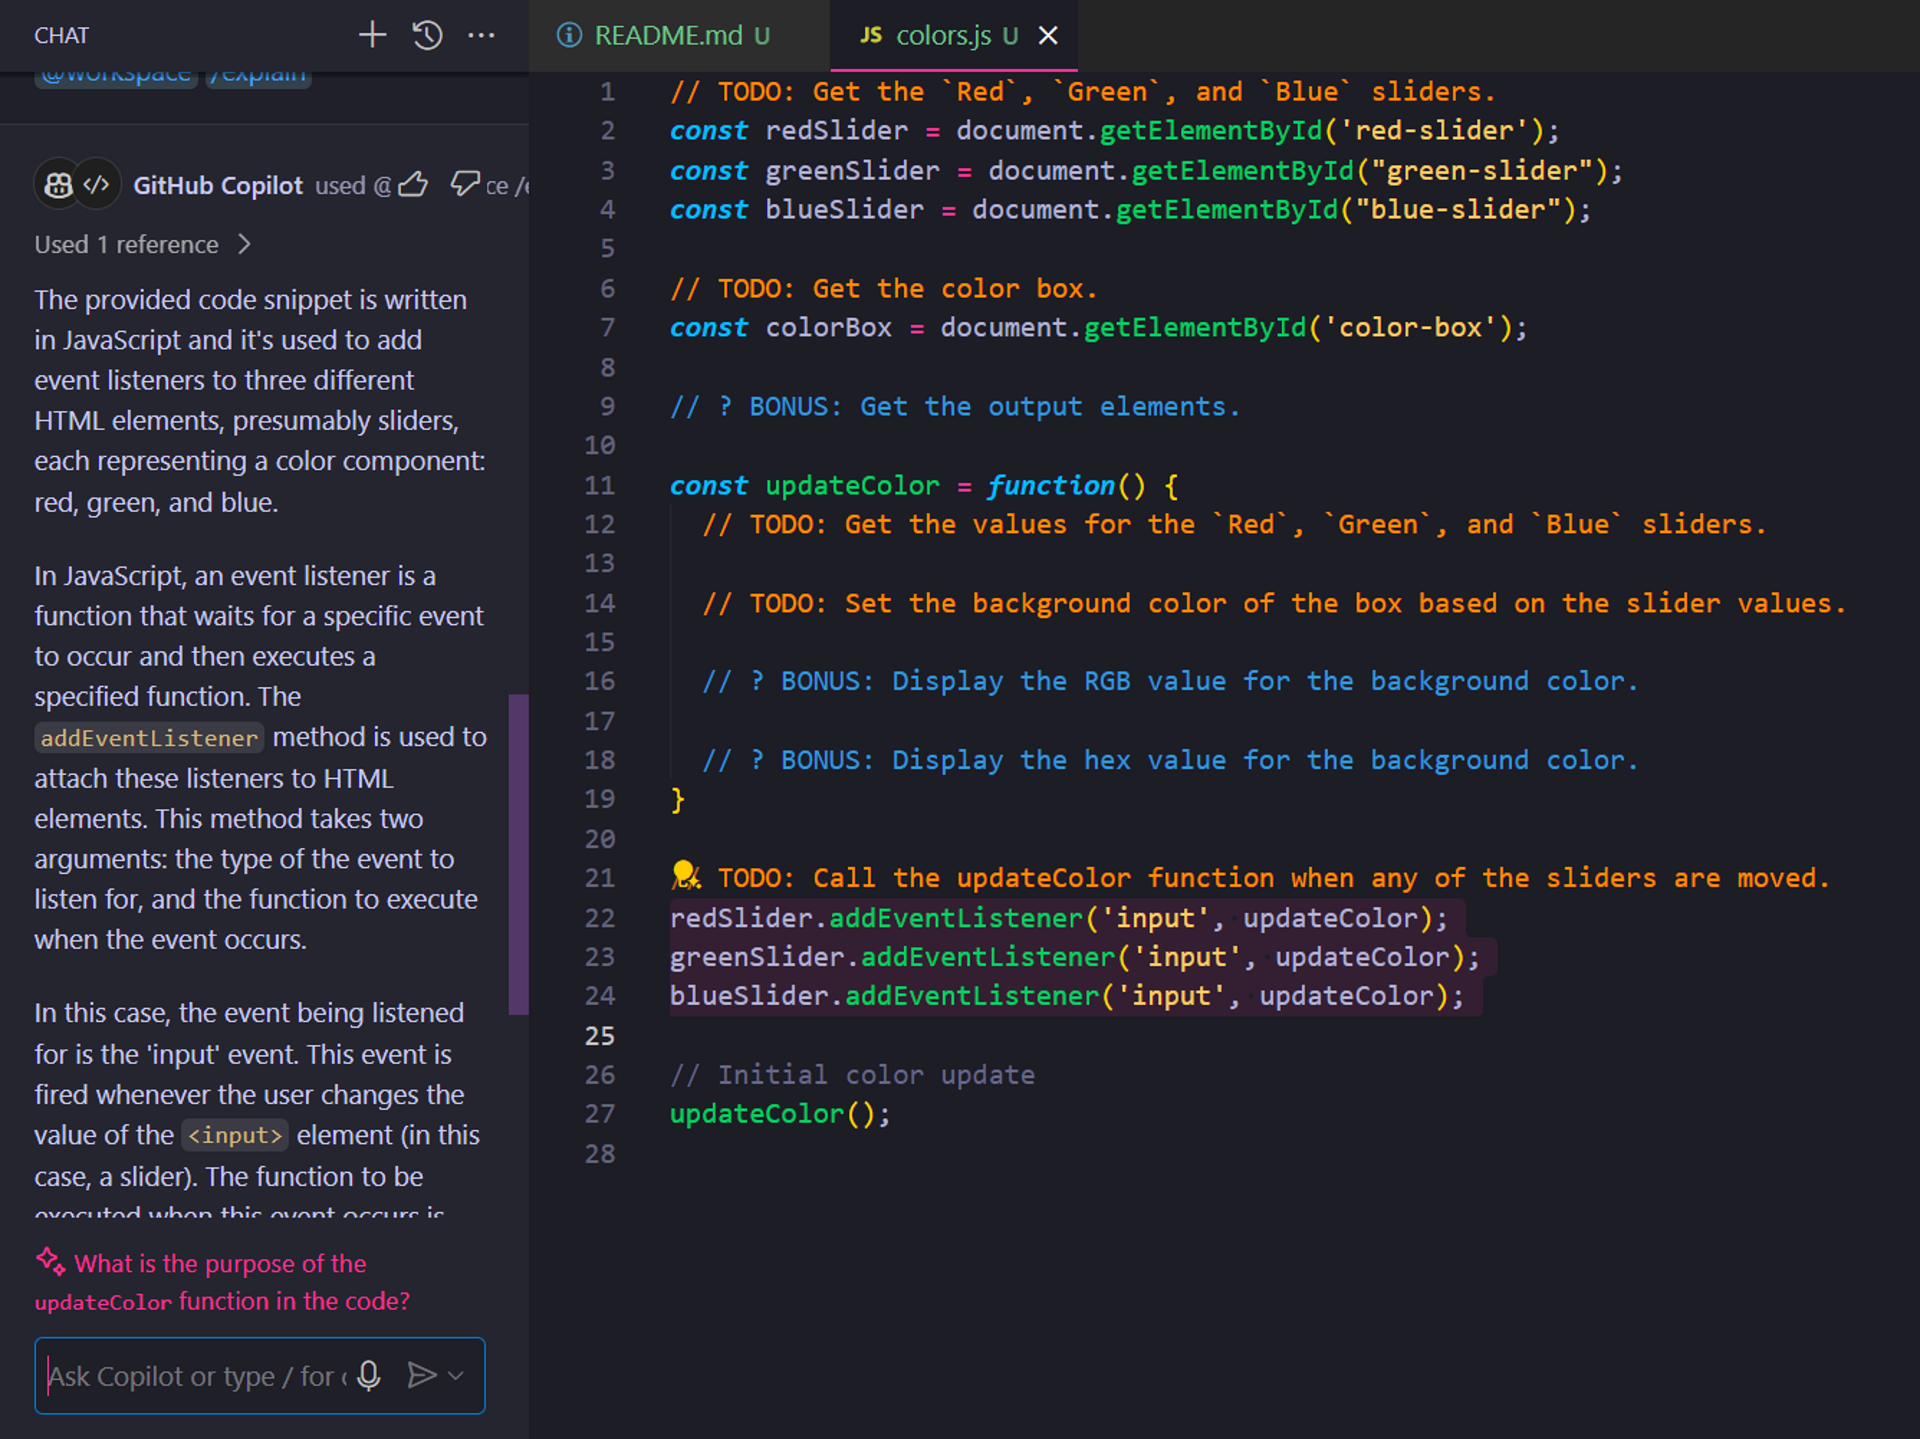 CHAT
@workspace /explain
GitHub Copilot used @ ce /e
Used 1 reference
The provided code snippet is written
in JavaScript and it's used to add
event listeners to three different
HTML elements, presumably sliders,
each representing a color component:
red, green, and blue.
In JavaScript, an event listener is a
function that waits for a specific event
to occur and then executes a
specified function. The
addEventListener method is used to
attach these listeners to HTML
elements. This method takes two
arguments: the type of the event to
listen for, and the function to execute
when the event occurs.
In this case, the event being listened
for is the 'input' event. This event is
fired whenever the user changes the
value of the <input> element (in this
case, a slider). The function to be
executed when this event occurs is
What is the purpose of the
updateColor function in the code?
Ask Copilot or type / for c
README.md U
JS colors.js U
1 // TODO: Get the `Red`, `Green`, and `Blue` sliders.
2 const redSlider = document.getElementById('red-slider');
3 const greenSlider = document.getElementById("green-slider");
4 const blueSlider = document.getElementById("blue-slider");
5
6 // TODO: Get the color box.
7 const colorBox = document.getElementById('color-box');
8
9 // ? BONUS: Get the output elements.
10
11 const updateColor = function() {
12 // TODO: Get the values for the `Red`, `Green`, and `Blue` sliders.
13
14 // TODO: Set the background color of the box based on the slider values.
15
16 // ? BONUS: Display the RGB value for the background color.
17
18 // ? BONUS: Display the hex value for the background color.
19 }
20
21 // TODO: Call the updateColor function when any of the sliders are moved.
22 redSlider.addEventListener('input', updateColor);
23 greenSlider.addEventListener('input', updateColor);
24 blueSlider.addEventListener('input', updateColor);
25
26 // Initial color update
27 updateColor();
28